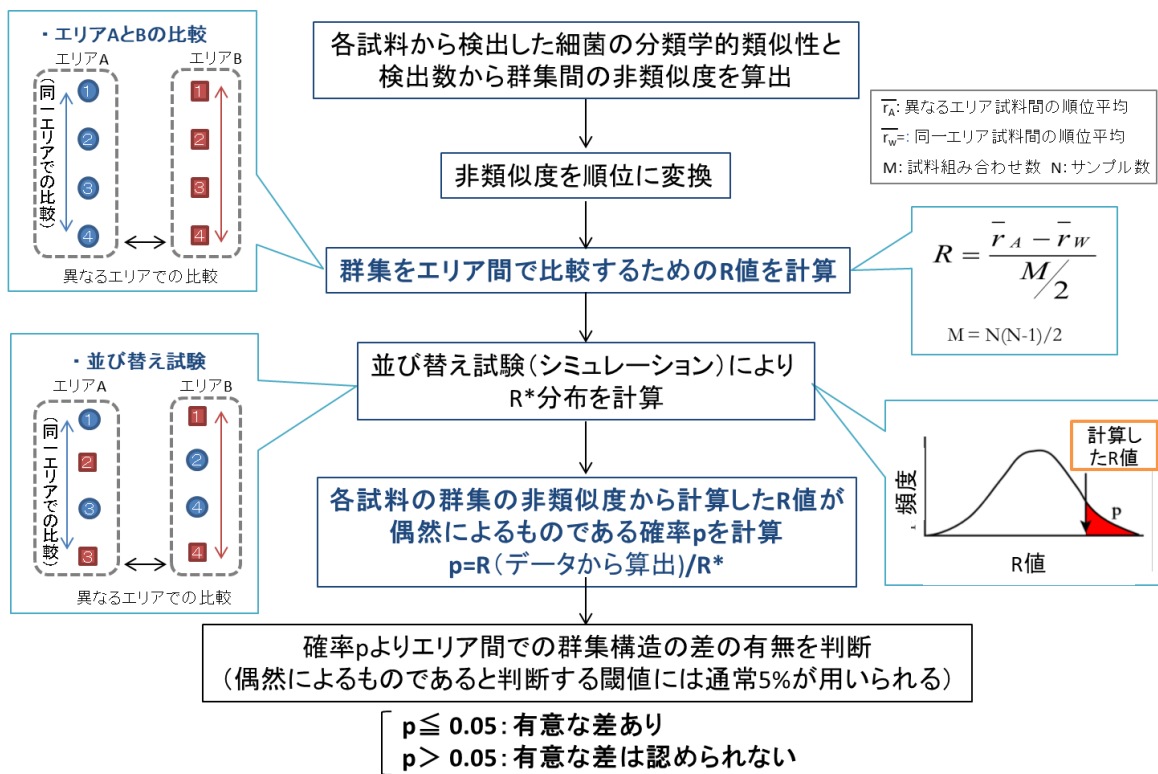 ・エリアAとBの比較
エリアA
エリアB
(同一エリアでの比較)
① 1
② 2
③ 3
④ 4
異なるエリアでの比較
各試料から検出した細菌の分類学的類似性と
検出数から群集間の非類似度を算出
非類似度を順位に変換
群集をエリア間で比較するためのR値を計算
r_A: 異なるエリア試料間の順位平均
r_w=: 同一エリア試料間の順位平均
M: 試料組み合わせ数 N: サンプル数
R = (r A − r W) / (M/2)
M = N(N-1)/2
・並び替え試験
エリアA
エリアB
(同一エリアでの比較)
① 1
2 ②
③ ④
3 4
異なるエリアでの比較
並び替え試験(シミュレーション)により
R*分布を計算
計算し
たR値
頻度
p
R値
各試料の群集の非類似度から計算したR値が
偶然によるものである確率pを計算
p=R(データから算出)/R*
確率pよりエリア間での群集構造の差の有無を判断
(偶然によるものであると判断する閾値には通常5%が用いられる)
p≦ 0.05: 有意な差あり
p> 0.05: 有意な差は認められない